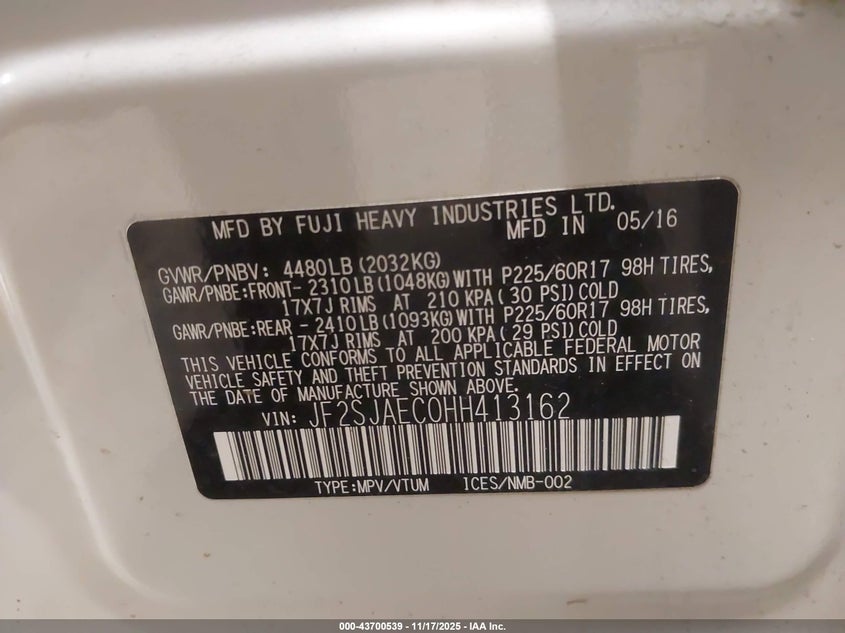 MFD BY FUJI HEAVY INDUSTRIES LTD.
MFD IN 05/16
GVWR/PNBV: 4480LB(2032KG)
GAWR/PNBE:FRONT- 2310LB(1048KG)WITH P225/60R17 98H TIRES,
17X7J RIMS AT 210 KPA(30 PSI)COLD
GAWR/PNBE:REAR - 2410LB(1093KG)WITH P225/60R17 98H TIRES,
17X7J RIMS AT 200 KPA(29 PSI)COLD
THIS VEHICLE CONFORMS TO ALL APPLICABLE FEDERAL MOTOR
VEHICLE SAFETY AND THEFT PREVENTION STANDARDS IN EFFECT ON
THE DATE OF MANUFACTURE SHOWN ABOVE.
VIN: JF2SJAEC0HH413162
TYPE:MPV/VTUM ICES/NMB-002
000-43700539 - 11/17/2025 - IAA Inc.